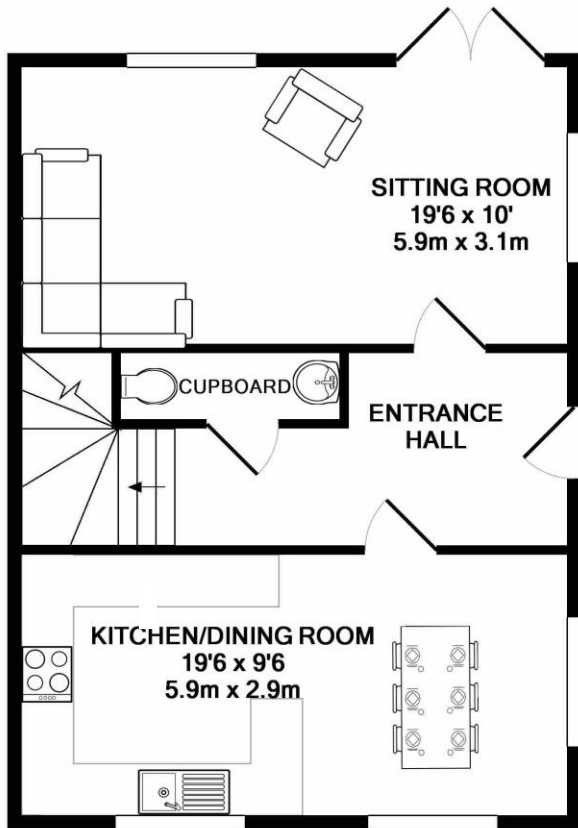 SITTING ROOM
19'6 x 10'
5.9m x 3.1m
CUPBOARD
ENTRANCE
HALL
KITCHEN/DINING ROOM
19'6 x 9'6
5.9m x 2.9m